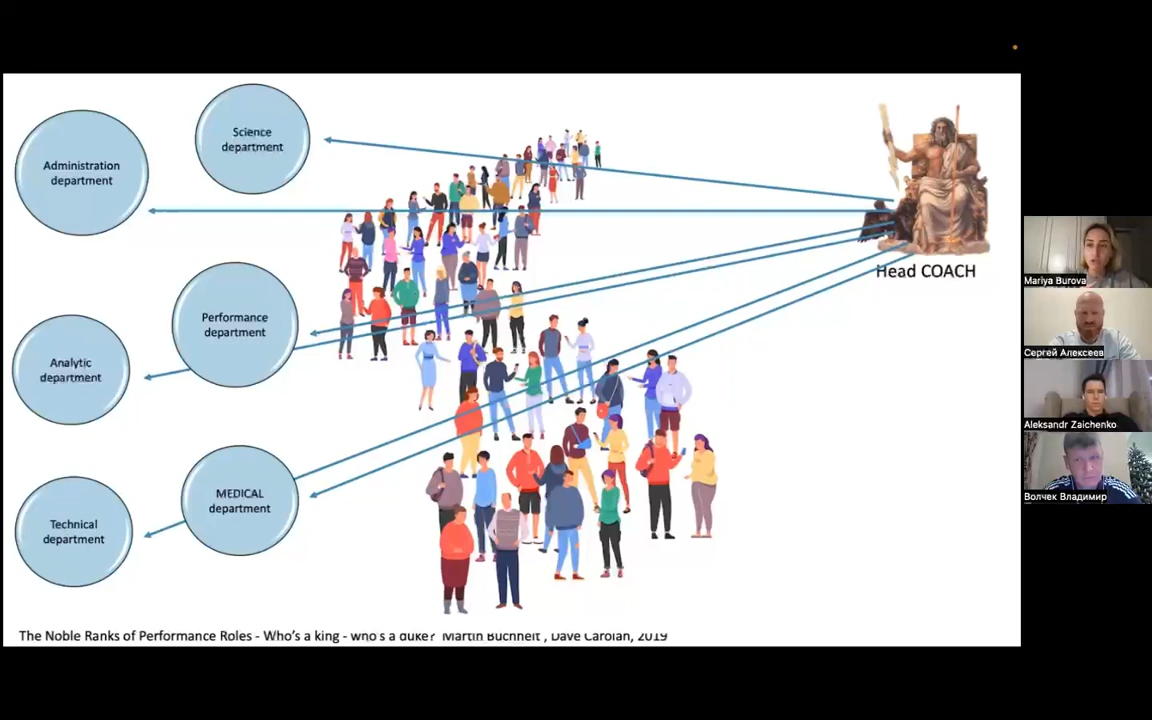 Science
department
Administration
department
Head COACH
Performance
department
Analytic
department
MEDICAL
department
Technical
department
The Noble Ranks of Performance Roles - Who's a king - who's a duke? Martin Buchheit , Dave Carolan, 2019
Mariya Burova
Сергей Алексеев
Aleksandr Zaichenko
Волчек Владимир